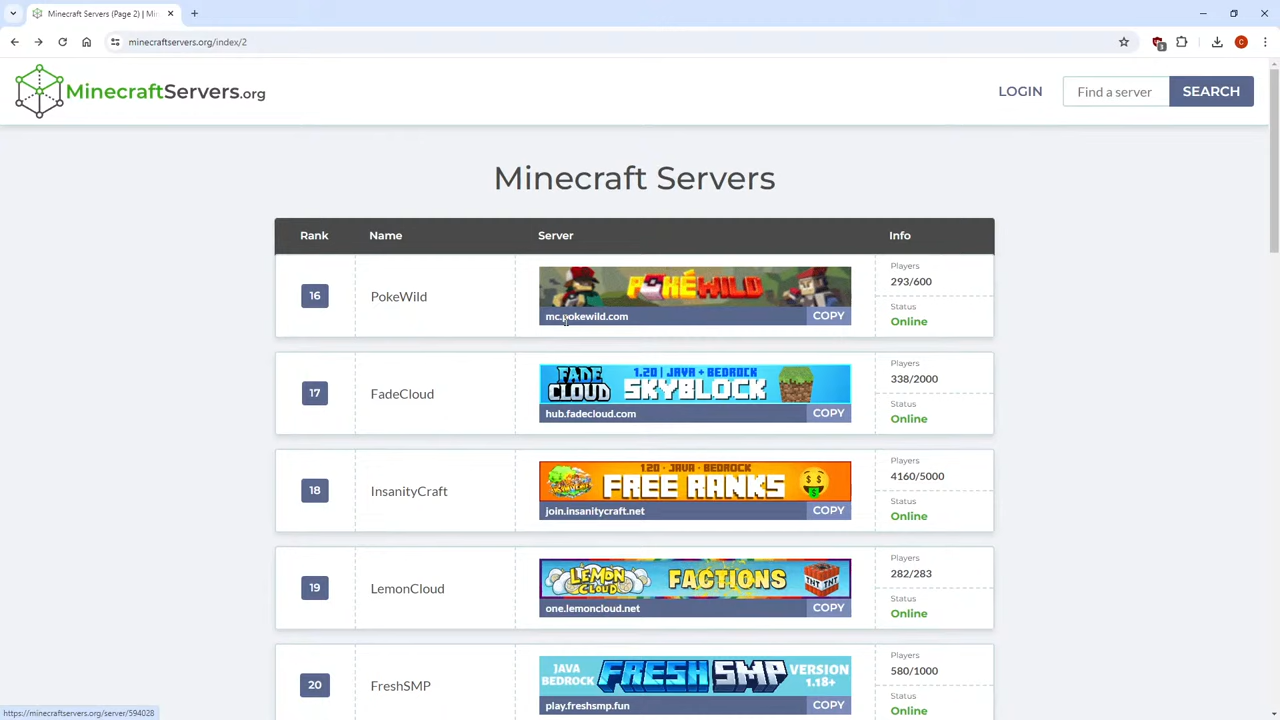 Minecraft Servers (Page 2) | Mi
minecraftservers.org/index/2
MinecraftServers.org
LOGIN
Find a server
SEARCH
Minecraft Servers
Rank
Name
Server
Info
16
PokeWild
POKÉWILD
mc.pokewild.com
COPY
Players
293/600
Status
Online
17
FadeCloud
FADE CLOUD
1.20 | JAVA + BEDROCK
SKYBLOCK
hub.fadecloud.com
COPY
Players
338/2000
Status
Online
18
InsanityCraft
1.20 · JAVA · BEDROCK
FREE RANKS
join.insanitycraft.net
COPY
Players
4160/5000
Status
Online
19
LemonCloud
LEMON CLOUD
FACTIONS
TNT
one.lemoncloud.net
COPY
Players
282/283
Status
Online
20
FreshSMP
JAVA BEDROCK
FRESH SMP
VERSION 1.18+
play.freshsmp.fun
COPY
Players
580/1000
Status
Online
https://minecraftservers.org/server/594028